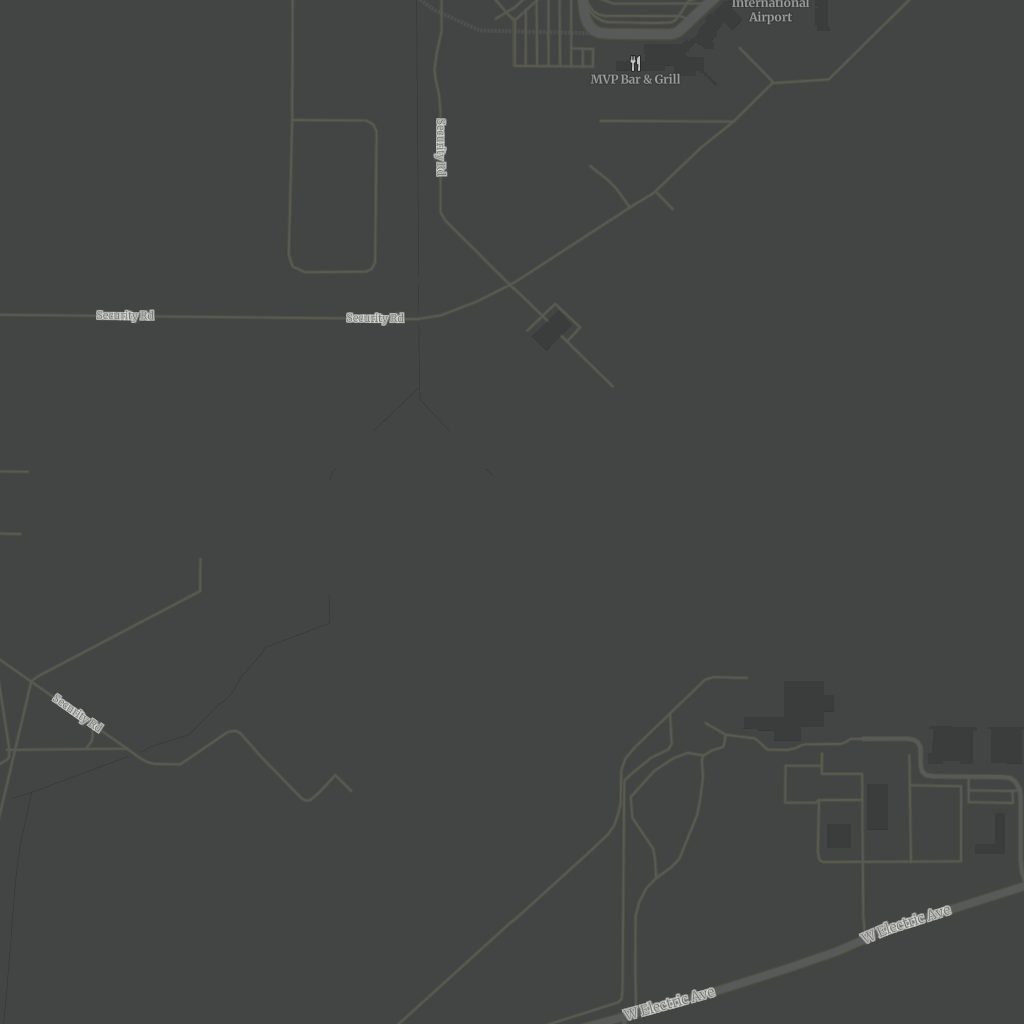 International
Airport
MVP Bar & Grill
Security Rd
Security Rd
Security Rd
Security Rd
W Electric Ave
W Electric Ave